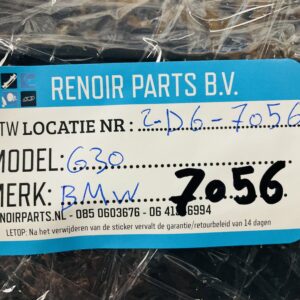 RENOIR PARTS B.V.
TW LOCATIE NR : 2-D6-7056
MODEL: G30
MERK: BMW 7056
NOIRPARTS.NL - 085 0603676 - 06 41 6994
LETOP: Na het verwijderen van de sticker vervalt de garantie/retourbeleid van 14 dagen